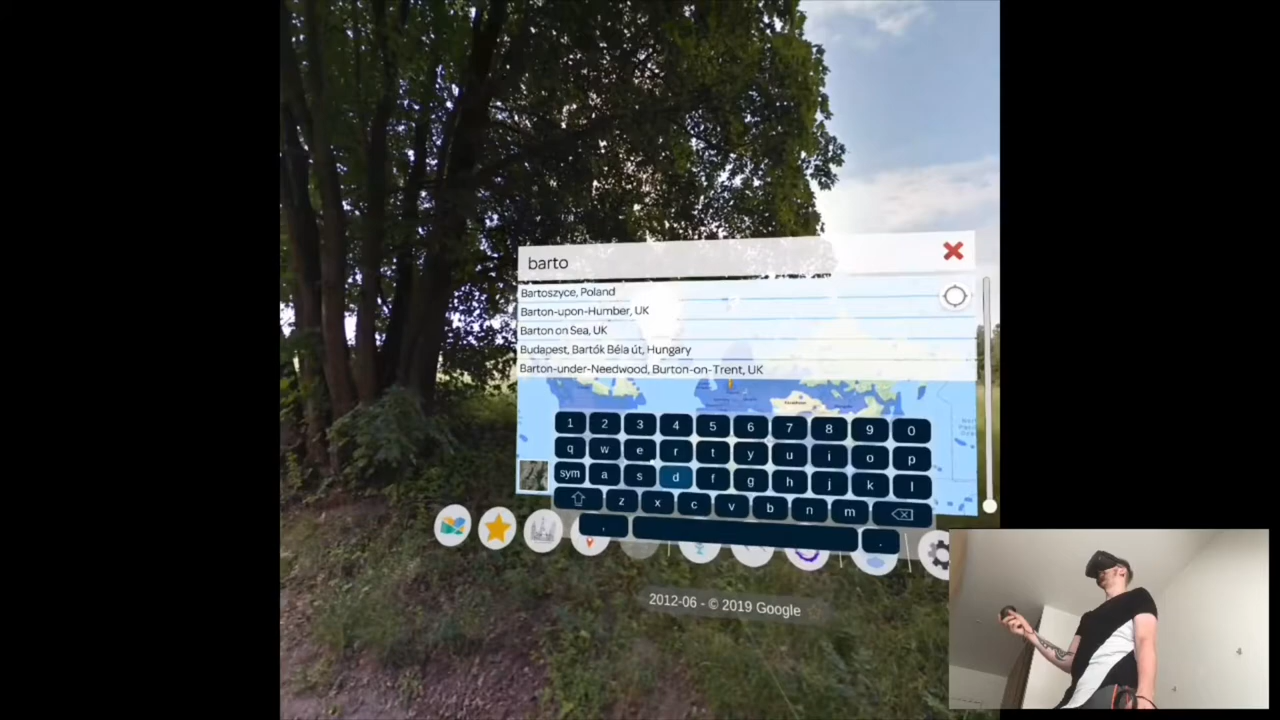 barto
Bartoszyce, Poland
Barton-upon-Humber, UK
Barton on Sea, UK
Budapest, Bartók Béla út, Hungary
Barton-under-Needwood, Burton-on-Trent, UK
1 2 3 4 5 6 7 8 9 0
q w e r t y u i o p
sym a s d f g h j k l
z x c v b n m
, .
2012-06 - © 2019 Google